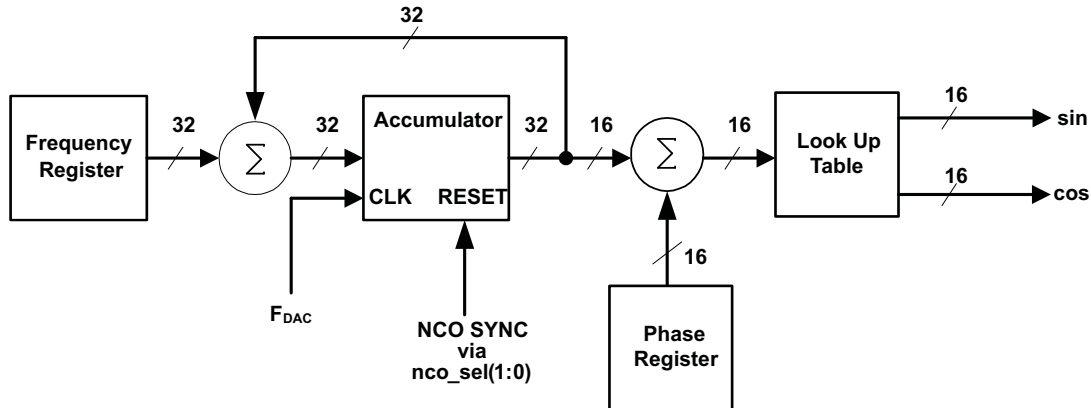 32
Frequency
Register
32
Σ
32
Accumulator
CLK RESET
32
16
Σ
16
Look Up
Table
16
sin
16
cos
F_DAC
NCO SYNC
via
nco_sel(1:0)
16
Phase
Register